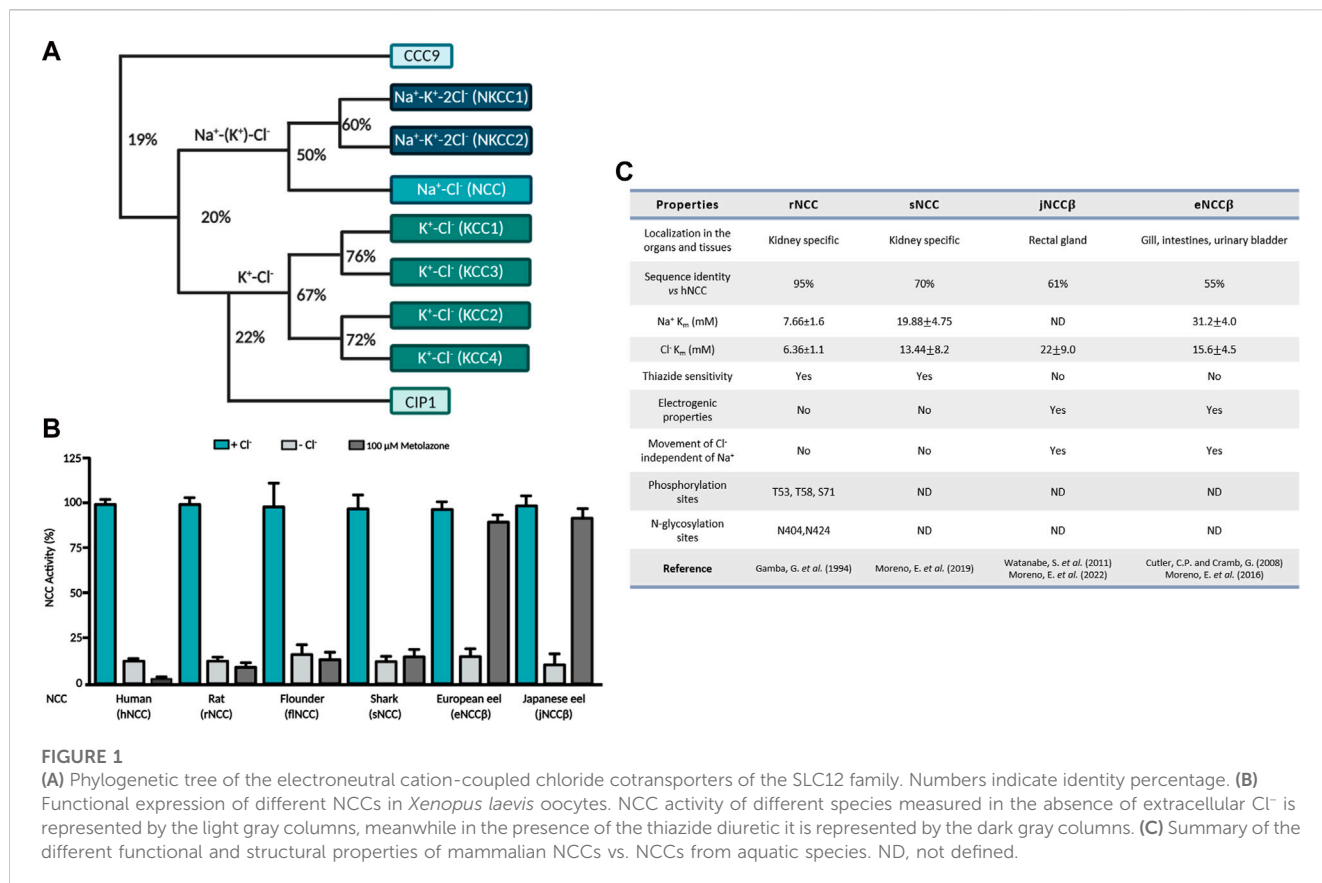 A
CCC9
Na⁺-K⁺-2Cl⁻ (NKCC1)
60%
Na⁺-(K⁺)-Cl⁻
19%
Na⁺-K⁺-2Cl⁻ (NKCC2)
50%
Na⁺-Cl⁻ (NCC)
20%
K⁺-Cl⁻ (KCC1)
76%
K⁺-Cl⁻
K⁺-Cl⁻ (KCC3)
67%
K⁺-Cl⁻ (KCC2)
22%
72%
K⁺-Cl⁻ (KCC4)
CIP1
B
+ Cl⁻ - Cl⁻ 100 µM Metolazone
NCC Activity (%)
125
100
75
50
25
0
NCC Human Rat Flounder Shark European eel Japanese eel
(hNCC) (rNCC) (flNCC) (sNCC) (eNCCβ) (jNCCβ)
C
Properties rNCC sNCC jNCCβ eNCCβ
Localization in the
organs and tissues Kidney specific Kidney specific Rectal gland Gill, intestines, urinary bladder
Sequence identity
vs hNCC 95% 70% 61% 55%
Na⁺ Km (mM) 7.66±1.6 19.88±4.75 ND 31.2±4.0
Cl⁻ Km (mM) 6.36±1.1 13.44±8.2 22±9.0 15.6±4.5
Thiazide sensitivity Yes Yes No No
Electrogenic
properties No No Yes Yes
Movement of Cl⁻
independent of Na⁺ No No Yes Yes
Phosphorylation
sites T53, T58, S71 ND ND ND
N-glycosylation
sites N404,N424 ND ND ND
Reference Gamba, G. et al. (1994) Moreno, E. et al. (2019) Watanabe, S. et al. (2011) Cutler, C.P. and Cramb, G. (2008)
Moreno, E. et al. (2022) Moreno, E. et al. (2016)
FIGURE 1
(A) Phylogenetic tree of the electroneutral cation-coupled chloride cotransporters of the SLC12 family. Numbers indicate identity percentage. (B)
Functional expression of different NCCs in Xenopus laevis oocytes. NCC activity of different species measured in the absence of extracellular Cl⁻ is
represented by the light gray columns, meanwhile in the presence of the thiazide diuretic it is represented by the dark gray columns. (C) Summary of the
different functional and structural properties of mammalian NCCs vs. NCCs from aquatic species. ND, not defined.